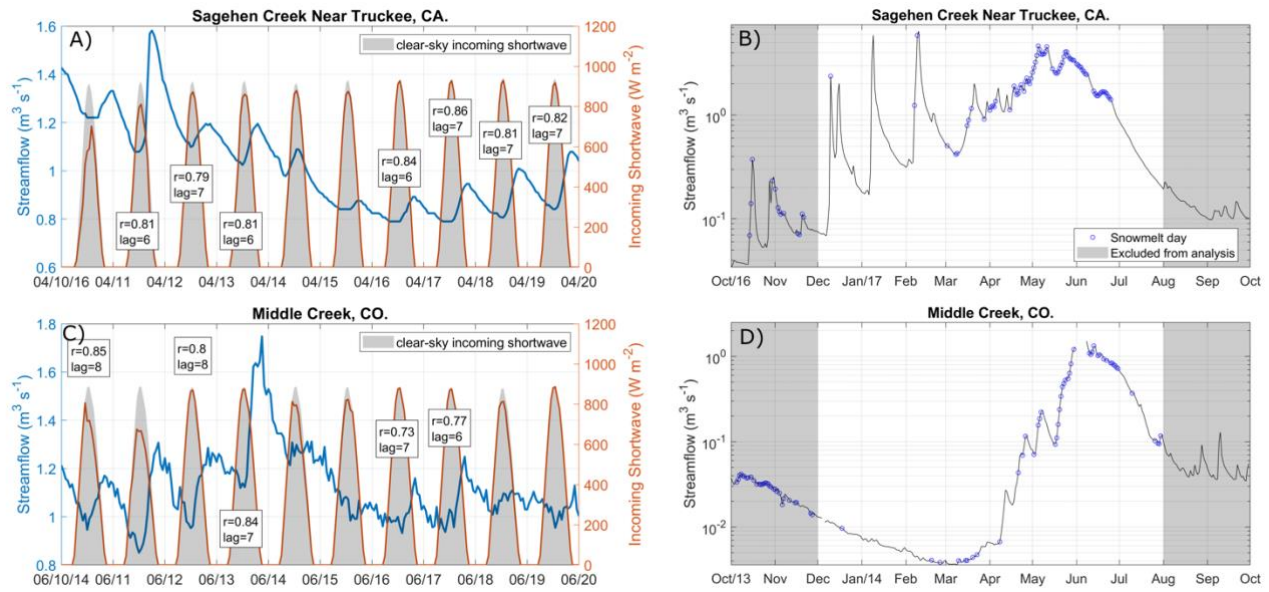 Sagehen Creek Near Truckee, CA.
A)
clear-sky incoming shortwave
Streamflow (m³ s⁻¹)
1.6
1.4
1.2
1
0.8
0.6
1200
1000
800
600
400
200
0
Incoming Shortwave (W m⁻²)
r=0.81
lag=6
r=0.79
lag=7
r=0.81
lag=6
r=0.84
lag=6
r=0.86
lag=7
r=0.81
lag=7
r=0.82
lag=7
04/10/16 04/11 04/12 04/13 04/14 04/15 04/16 04/17 04/18 04/19 04/20
Sagehen Creek Near Truckee, CA.
B)
Streamflow (m³ s⁻¹)
10⁰
10⁻¹
Snowmelt day
Excluded from analysis
Oct/16 Nov Dec Jan/17 Feb Mar Apr May Jun Jul Aug Sep Oct
Middle Creek, CO.
C)
clear-sky incoming shortwave
Streamflow (m³ s⁻¹)
1.8
1.6
1.4
1.2
1
0.8
1200
1000
800
600
400
200
0
Incoming Shortwave (W m⁻²)
r=0.85
lag=8
r=0.8
lag=8
r=0.84
lag=7
r=0.73
lag=7
r=0.77
lag=6
06/10/14 06/11 06/12 06/13 06/14 06/15 06/16 06/17 06/18 06/19 06/20
Middle Creek, CO.
D)
Streamflow (m³ s⁻¹)
10⁰
10⁻¹
10⁻²
Oct/13 Nov Dec Jan/14 Feb Mar Apr May Jun Jul Aug Sep Oct